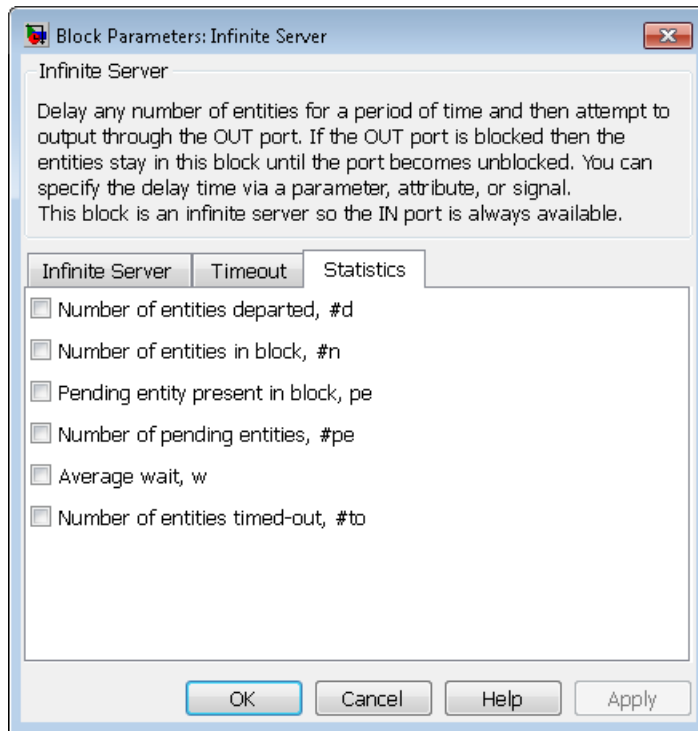 Block Parameters: Infinite Server
Infinite Server
Delay any number of entities for a period of time and then attempt to
output through the OUT port. If the OUT port is blocked then the
entities stay in this block until the port becomes unblocked. You can
specify the delay time via a parameter, attribute, or signal.
This block is an infinite server so the IN port is always available.
Infinite Server Timeout Statistics
Number of entities departed, #d
Number of entities in block, #n
Pending entity present in block, pe
Number of pending entities, #pe
Average wait, w
Number of entities timed-out, #to
OK Cancel Help Apply